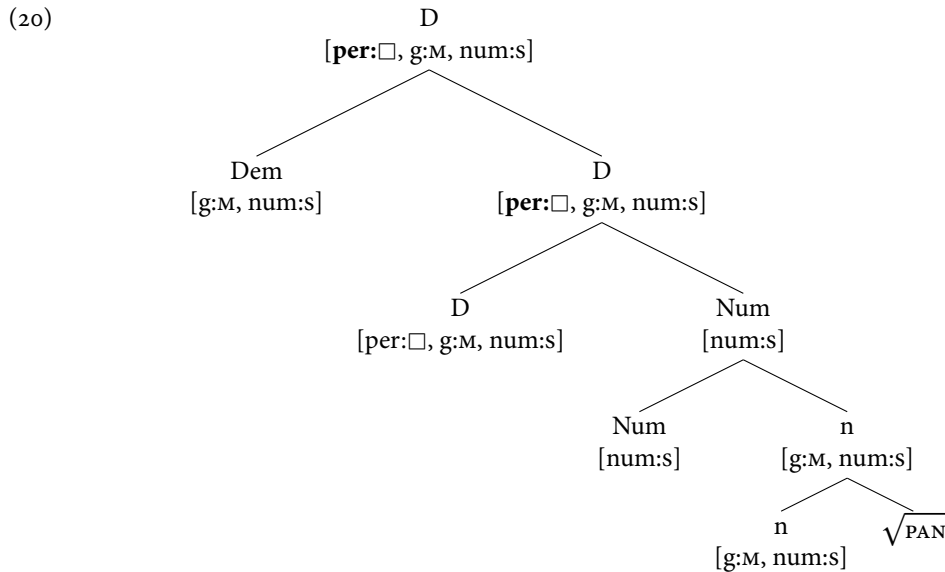 (20)
D
[per:□, g:ᴍ, num:s]
Dem
[g:ᴍ, num:s]
D
[per:□, g:ᴍ, num:s]
D
[per:□, g:ᴍ, num:s]
Num
[num:s]
Num
[num:s]
n
[g:ᴍ, num:s]
n
[g:ᴍ, num:s]
√PAN